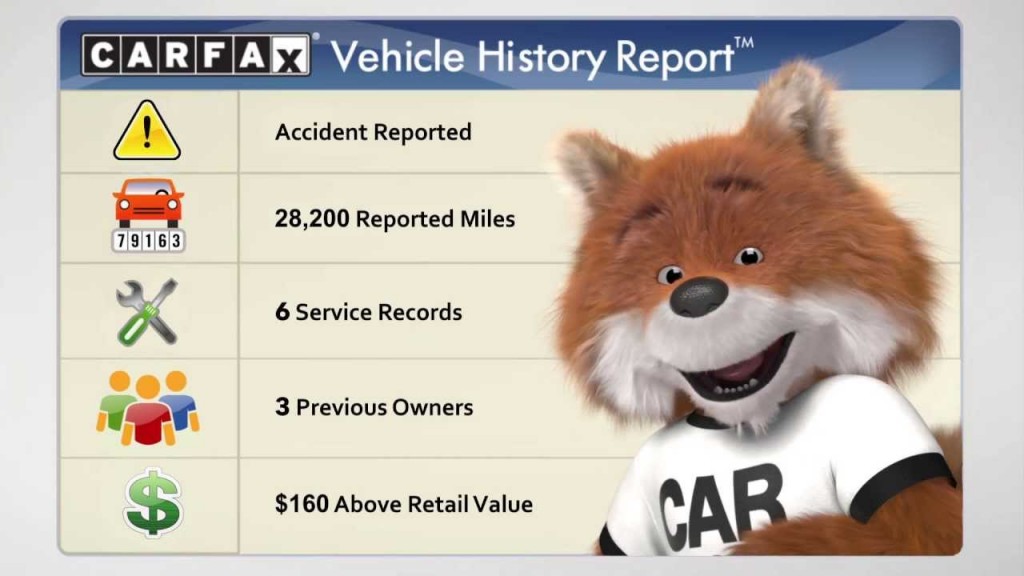 CARFAX® Vehicle History Report™
Accident Reported
28,200 Reported Miles
79163
6 Service Records
3 Previous Owners
$
$160 Above Retail Value
CAR